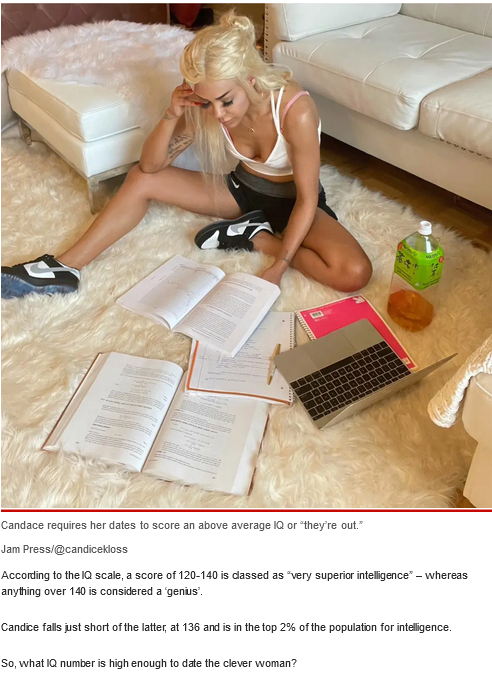 Candace requires her dates to score an above average IQ or “they’re out.”
Jam Press/@candicekloss
According to the IQ scale, a score of 120-140 is classed as “very superior intelligence” – whereas
anything over 140 is considered a ‘genius’.
Candice falls just short of the latter, at 136 and is in the top 2% of the population for intelligence.
So, what IQ number is high enough to date the clever woman?